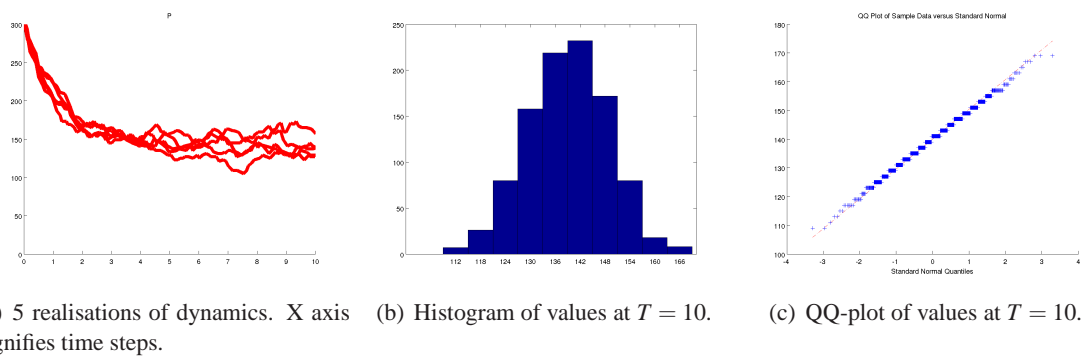 P
300
250
200
150
100
50
0
0 1 2 3 4 5 6 7 8 9 10
250
200
150
100
50
0
112 118 124 130 136 142 148 154 160 166
QQ Plot of Sample Data versus Standard Normal
180
170
160
150
140
130
120
110
100
-4 -3 -2 -1 0 1 2 3 4
Standard Normal Quantiles
) 5 realisations of dynamics. X axis
gnifies time steps.
(b) Histogram of values at T = 10.
(c) QQ-plot of values at T = 10.